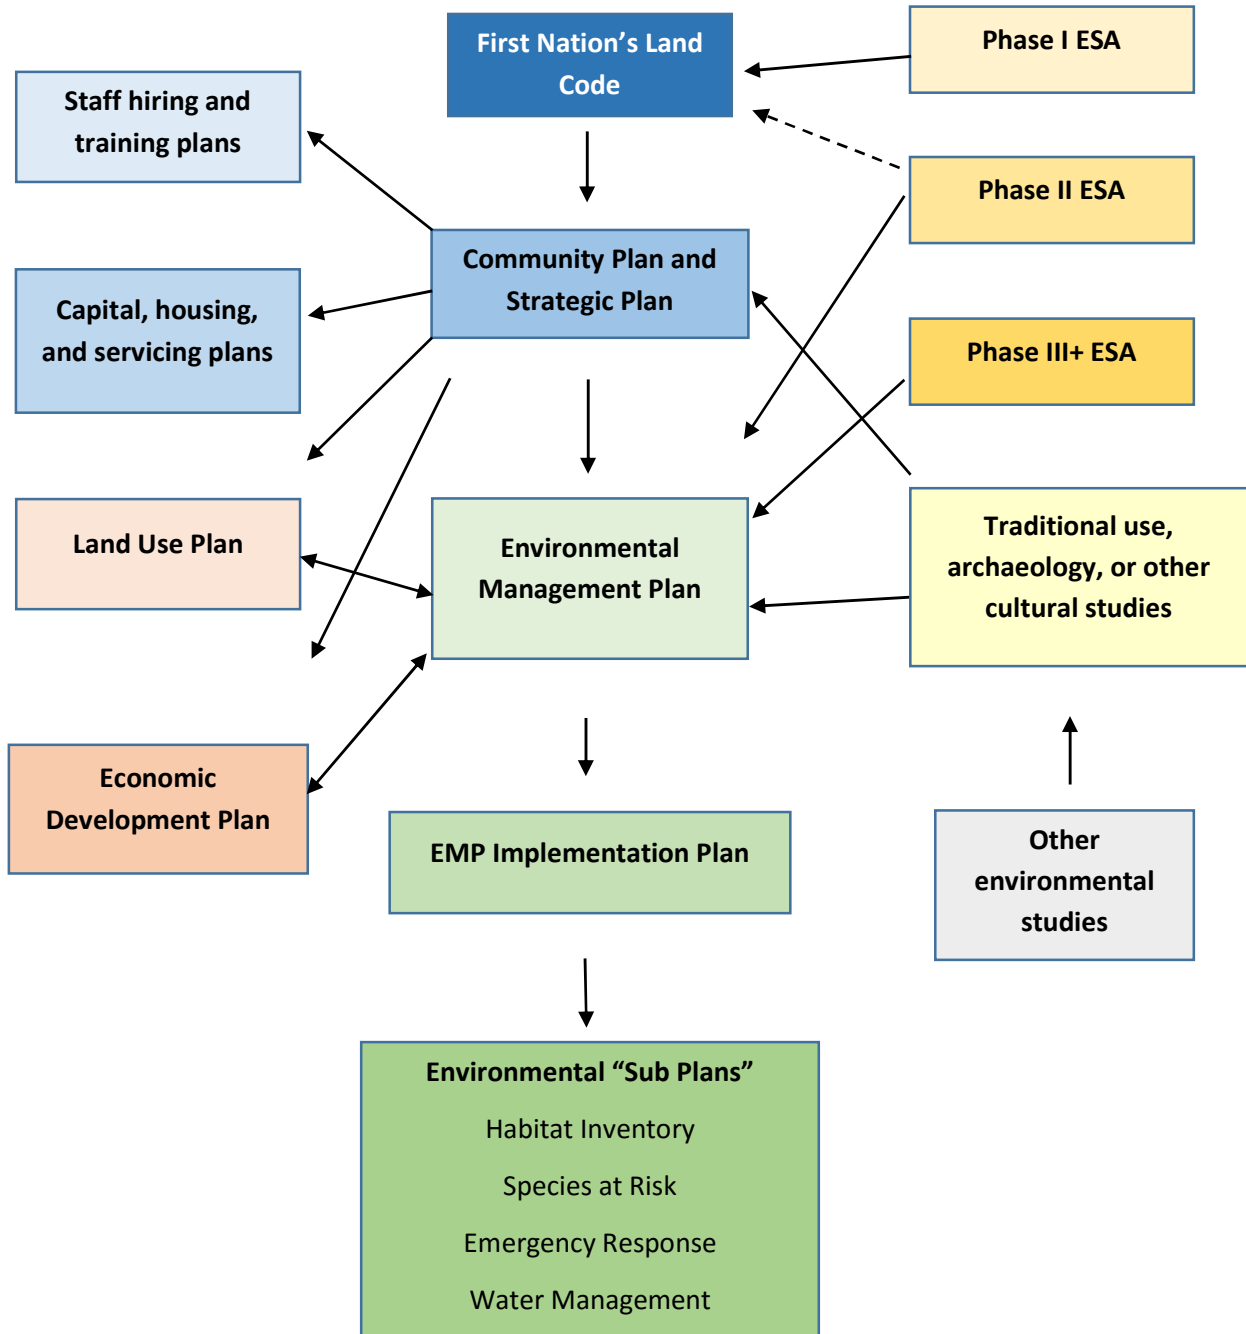 First Nation’s Land
Code
Phase I ESA
Staff hiring and
training plans
Phase II ESA
Community Plan and
Strategic Plan
Capital, housing,
and servicing plans
Phase III+ ESA
Land Use Plan
Environmental
Management Plan
Traditional use,
archaeology, or other
cultural studies
Economic
Development Plan
EMP Implementation Plan
Other
environmental
studies
Environmental “Sub Plans”
Habitat Inventory
Species at Risk
Emergency Response
Water Management